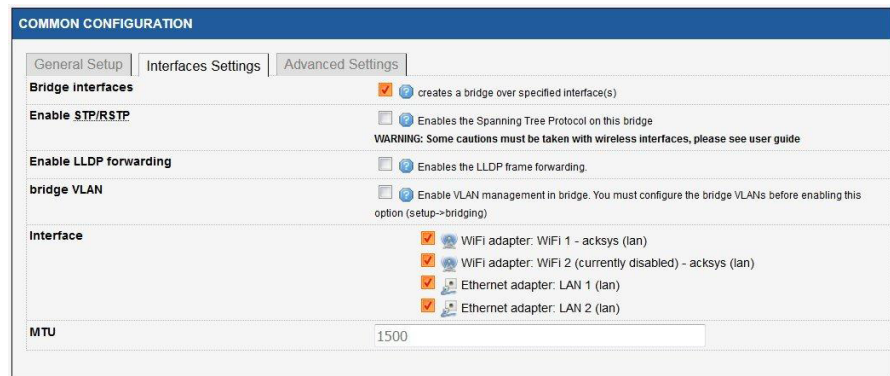 COMMON CONFIGURATION
General Setup Interfaces Settings Advanced Settings
Bridge interfaces creates a bridge over specified interface(s)
Enable STP/RSTP Enables the Spanning Tree Protocol on this bridge
WARNING: Some cautions must be taken with wireless interfaces, please see user guide
Enable LLDP forwarding Enables the LLDP frame forwarding.
bridge VLAN Enable VLAN management in bridge. You must configure the bridge VLANs before enabling this
option (setup->bridging)
Interface WiFi adapter: WiFi 1 - acksys (lan)
WiFi adapter: WiFi 2 (currently disabled) - acksys (lan)
Ethernet adapter: LAN 1 (lan)
Ethernet adapter: LAN 2 (lan)
MTU 1500